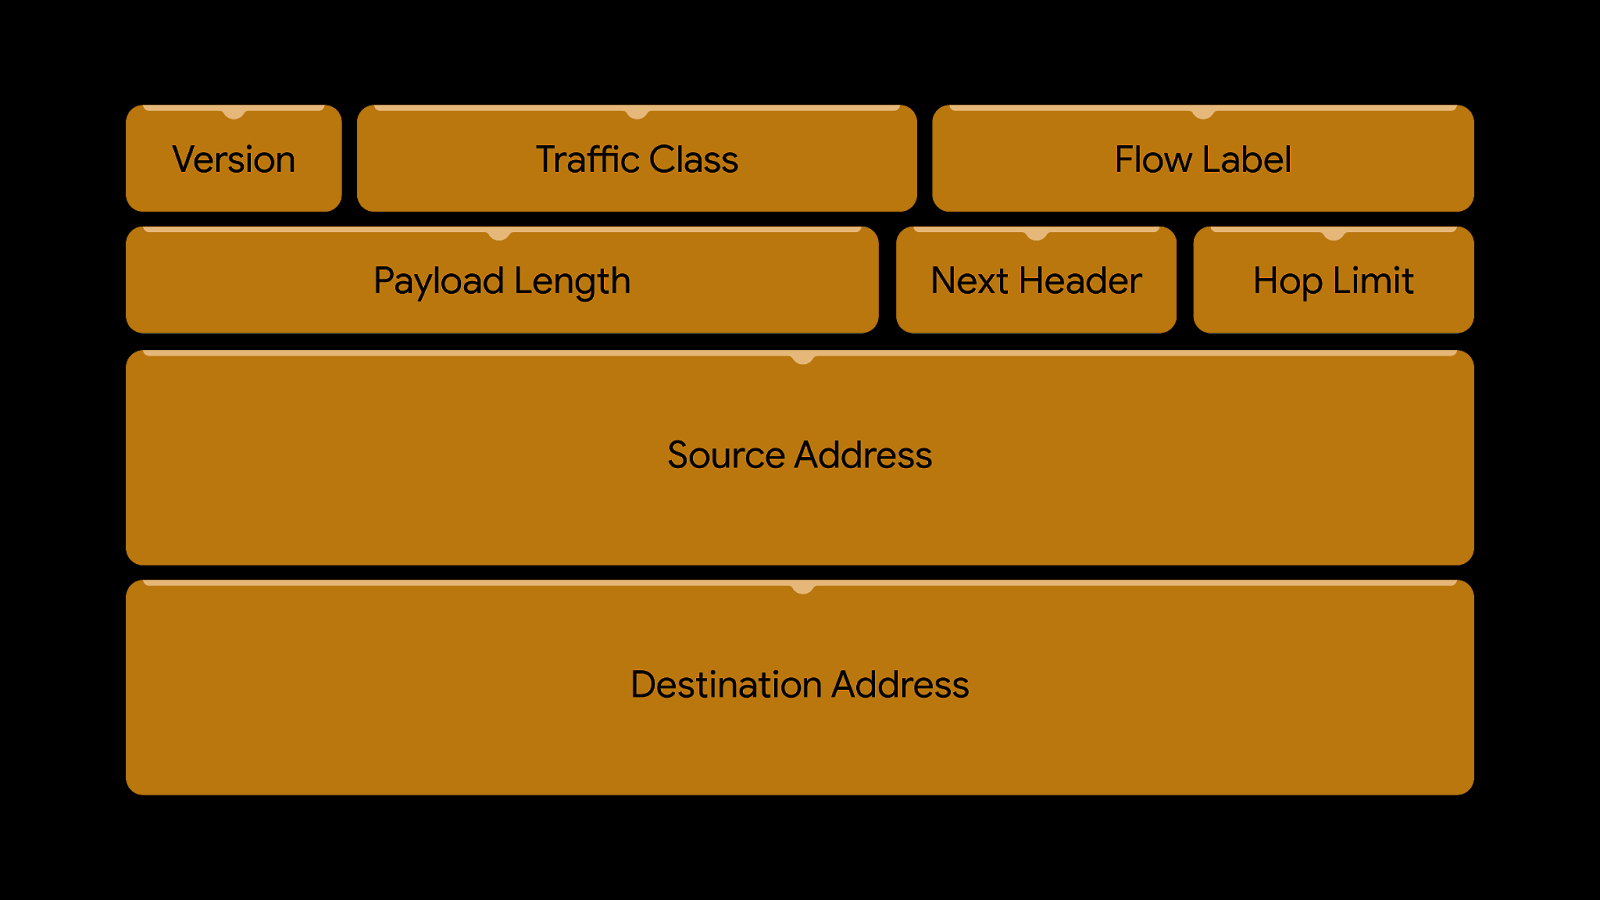 Version
Traffic Class
Flow Label
Payload Length
Next Header
Hop Limit
Source Address
Destination Address